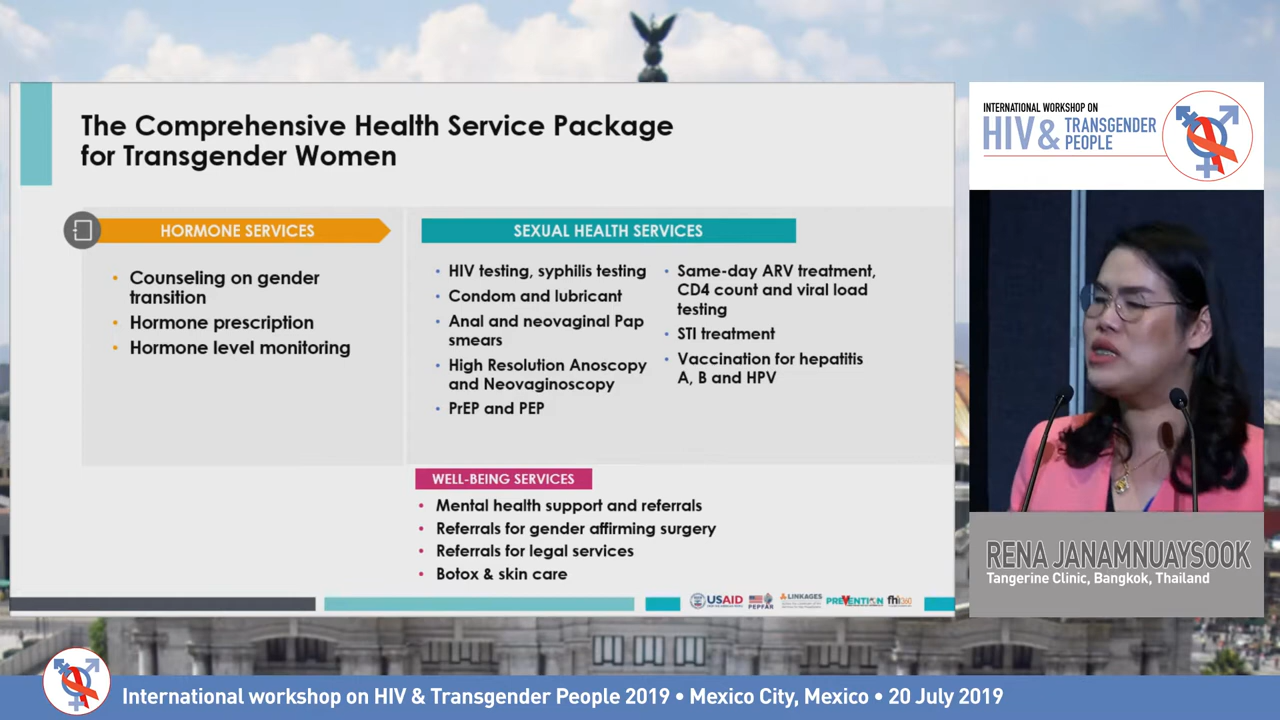 The Comprehensive Health Service Package
for Transgender Women
HORMONE SERVICES
• Counseling on gender
transition
• Hormone prescription
• Hormone level monitoring
SEXUAL HEALTH SERVICES
• HIV testing, syphilis testing
• Condom and lubricant
• Anal and neovaginal Pap
smears
• High Resolution Anoscopy
and Neovaginoscopy
• PrEP and PEP
• Same-day ARV treatment,
CD4 count and viral load
testing
• STI treatment
• Vaccination for hepatitis
A, B and HPV
WELL-BEING SERVICES
• Mental health support and referrals
• Referrals for gender affirming surgery
• Referrals for legal services
• Botox & skin care
USAID
PEPFAR
LINKAGES
PREVENTION
fhi360
INTERNATIONAL WORKSHOP ON
HIV & TRANSGENDER
PEOPLE
RENA JANAMNUAYSOOK
Tangerine Clinic, Bangkok, Thailand
International workshop on HIV & Transgender People 2019 • Mexico City, Mexico • 20 July 2019